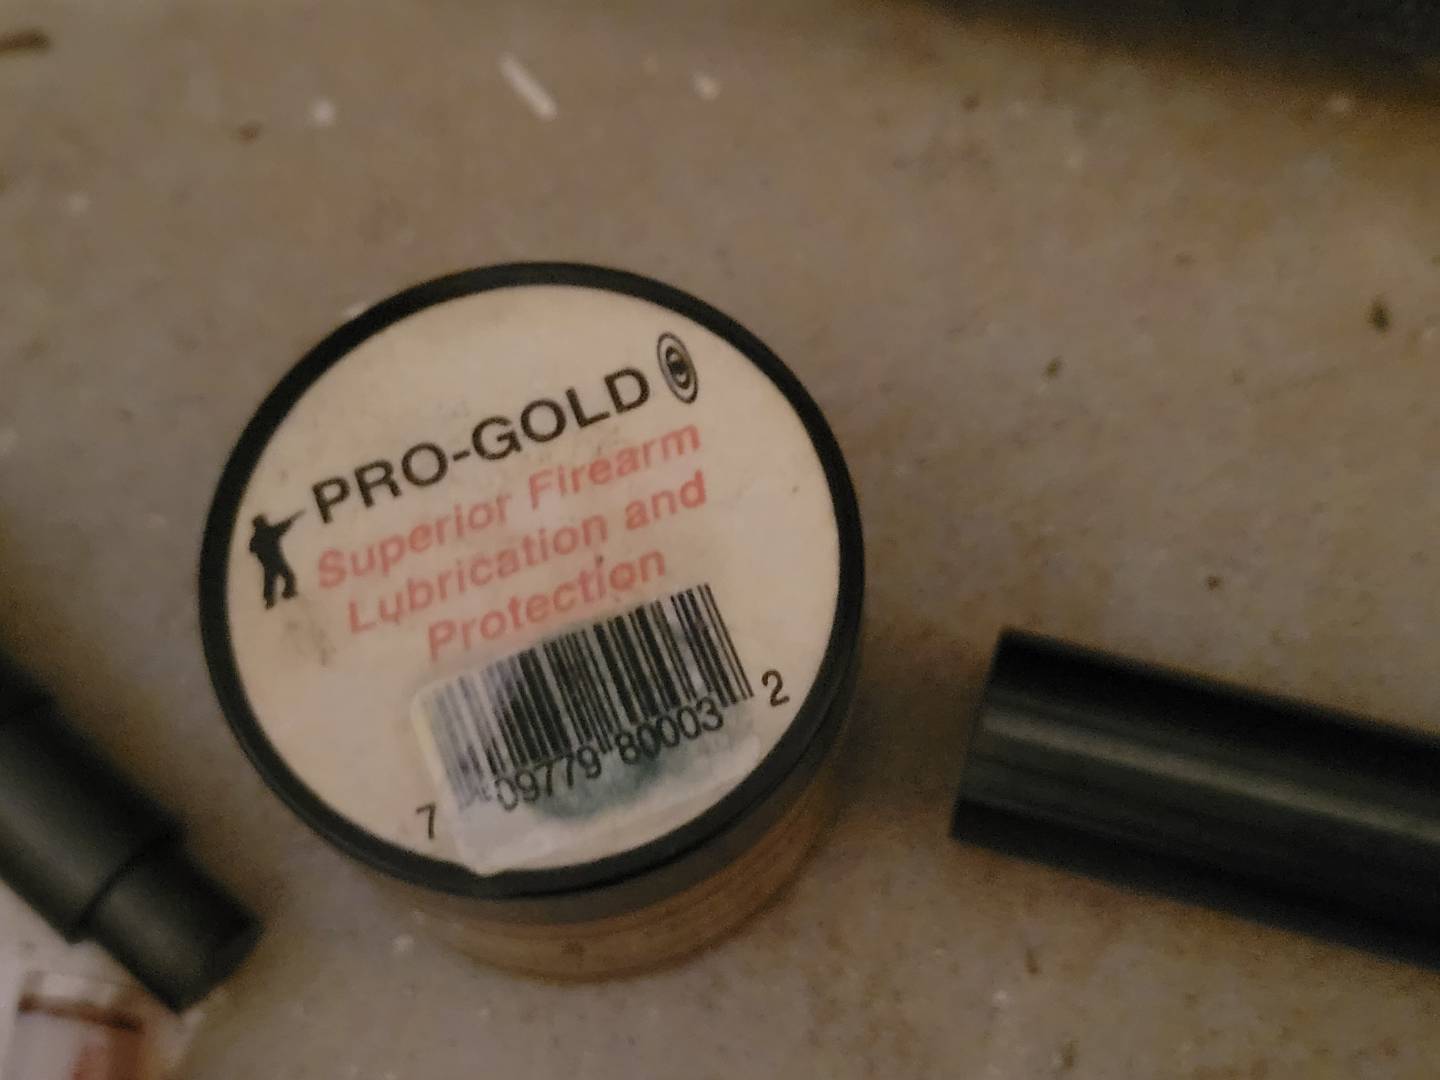 PRO-GOLD
Superior Firearm
Lubrication and
Protection
7 09779 80003 2